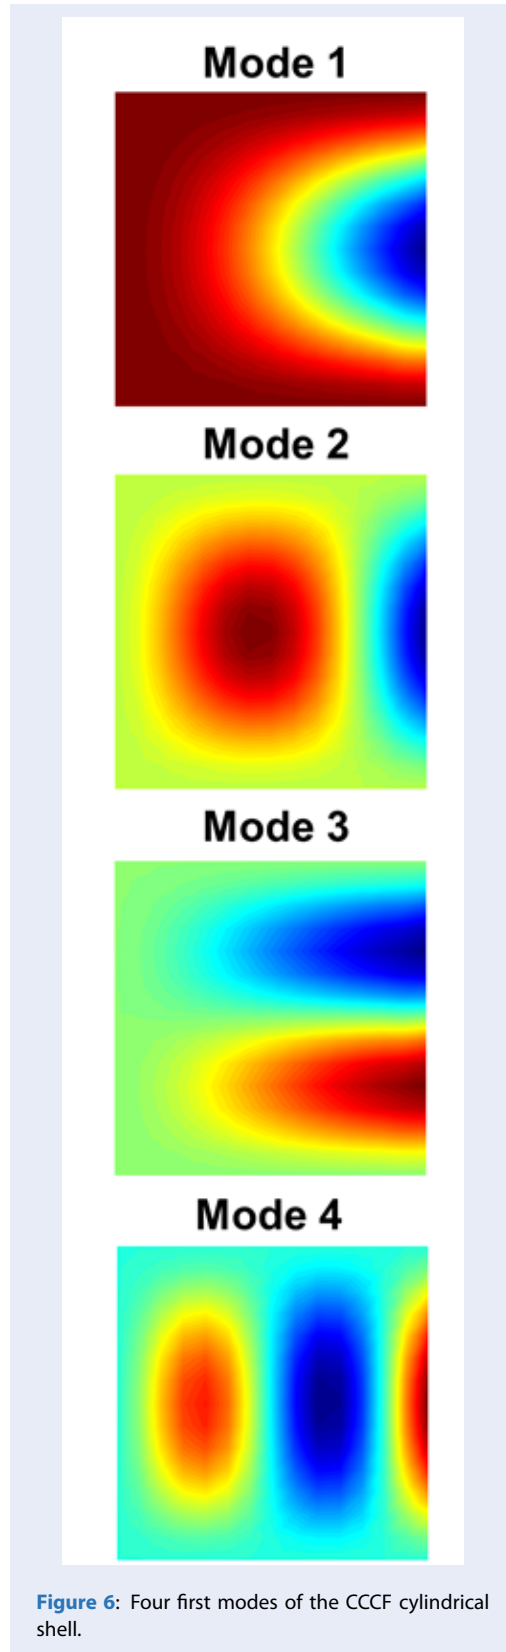 Mode 1
Mode 2
Mode 3
Mode 4
Figure 6: Four first modes of the CCCF cylindrical
shell.